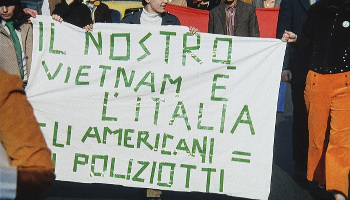 IL NOSTRO
VIETNAM È
L'ITALIA
GLI AMERICANI =
I POLIZIOTTI